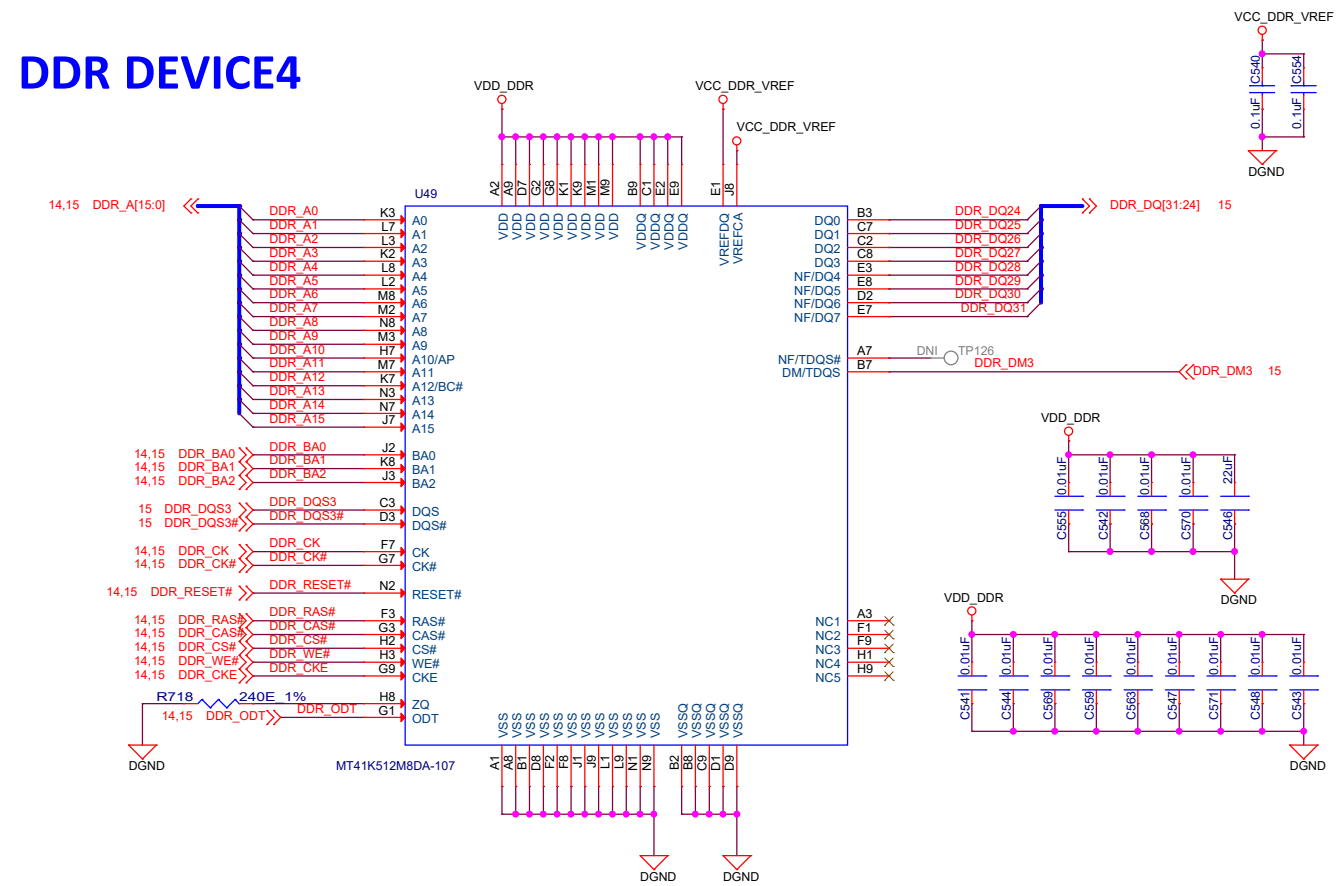 DDR DEVICE4
VCC_DDR_VREF
C540
C554
0.1uF
0.1uF
DGND
VDD_DDR
VCC_DDR_VREF
VCC_DDR_VREF
U49
A2 A9 D7 G2 G8 K1 K9 M1 M9 B9 C1 E2 E9 E1 J8
VDD VDD VDD VDD VDD VDD VDD VDD VDD VDDQ VDDQ VDDQ VDDQ VREFDQ VREFCA
14,15 DDR_A[15:0]
DDR_A0 K3 A0
DDR_A1 L7 A1
DDR_A2 L3 A2
DDR_A3 K2 A3
DDR_A4 L8 A4
DDR_A5 L2 A5
DDR_A6 M8 A6
DDR_A7 M2 A7
DDR_A8 N8 A8
DDR_A9 M3 A9
DDR_A10 H7 A10/AP
DDR_A11 M7 A11
DDR_A12 K7 A12/BC#
DDR_A13 N3 A13
DDR_A14 N7 A14
DDR_A15 J7 A15
14,15 DDR_BA0 DDR_BA0 J2 BA0
14,15 DDR_BA1 DDR_BA1 K8 BA1
14,15 DDR_BA2 DDR_BA2 J3 BA2
15 DDR_DQS3 DDR_DQS3 C3 DQS
15 DDR_DQS3# DDR_DQS3# D3 DQS#
14,15 DDR_CK DDR_CK F7 CK
14,15 DDR_CK# DDR_CK# G7 CK#
14,15 DDR_RESET# DDR_RESET# N2 RESET#
14,15 DDR_RAS# DDR_RAS# F3 RAS#
14,15 DDR_CAS# DDR_CAS# G3 CAS#
14,15 DDR_CS# DDR_CS# H2 CS#
14,15 DDR_WE# DDR_WE# H3 WE#
14,15 DDR_CKE DDR_CKE G9 CKE
R718 240E_1% H8 ZQ
14,15 DDR_ODT DDR_ODT G1 ODT
DGND
MT41K512M8DA-107
DQ0 B3 DDR_DQ24
DQ1 C7 DDR_DQ25
DQ2 C2 DDR_DQ26
DQ3 C8 DDR_DQ27
NF/DQ4 E3 DDR_DQ28
NF/DQ5 E8 DDR_DQ29
NF/DQ6 D2 DDR_DQ30
NF/DQ7 E7 DDR_DQ31
DDR_DQ[31:24] 15
NF/TDQS# A7 DNI TP126
DM/TDQS B7 DDR_DM3 DDR_DM3 15
NC1 A3
NC2 F1
NC3 F9
NC4 H1
NC5 H9
VSS VSS VSS VSS VSS VSS VSS VSS VSS VSS VSS VSS VSSQ VSSQ VSSQ VSSQ VSSQ
A1 A8 B1 D8 F2 F8 J1 J9 L1 L9 N1 N9 B2 B8 C9 D1 D9
DGND
DGND
VDD_DDR
0.01uF 0.01uF 0.01uF 0.01uF 22uF
C555 C542 C568 C570 C546
DGND
VDD_DDR
0.01uF 0.01uF 0.01uF 0.01uF 0.01uF 0.01uF 0.01uF 0.01uF 0.01uF
C541 C544 C569 C559 C563 C547 C571 C548 C543
DGND